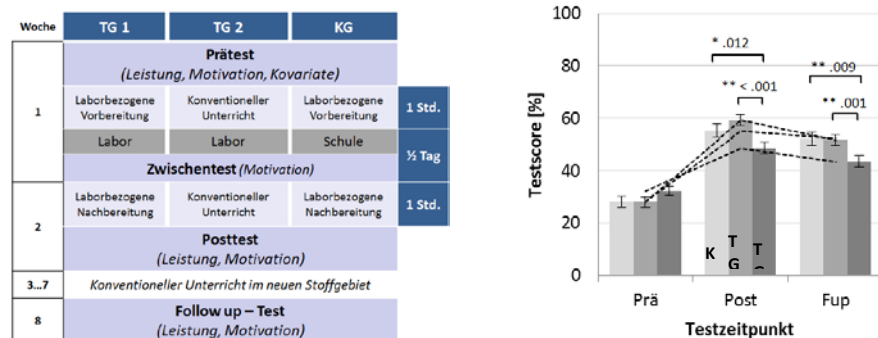 Woche TG 1 TG 2 KG
1
Prätest
(Leistung, Motivation, Kovariate)
Laborbezogene Vorbereitung
Konventioneller Unterricht
Laborbezogene Vorbereitung
1 Std.
Labor Labor Schule
½ Tag
Zwischentest (Motivation)
2
Laborbezogene Nachbereitung
Konventioneller Unterricht
Laborbezogene Nachbereitung
1 Std.
Posttest
(Leistung, Motivation)
3...7
Konventioneller Unterricht im neuen Stoffgebiet
8
Follow up – Test
(Leistung, Motivation)
Testscore [%]
100
80
60
40
20
0
* .012
** < .001
** .009
** .001
K
T
G
T
Prä Post Fup
Testzeitpunkt